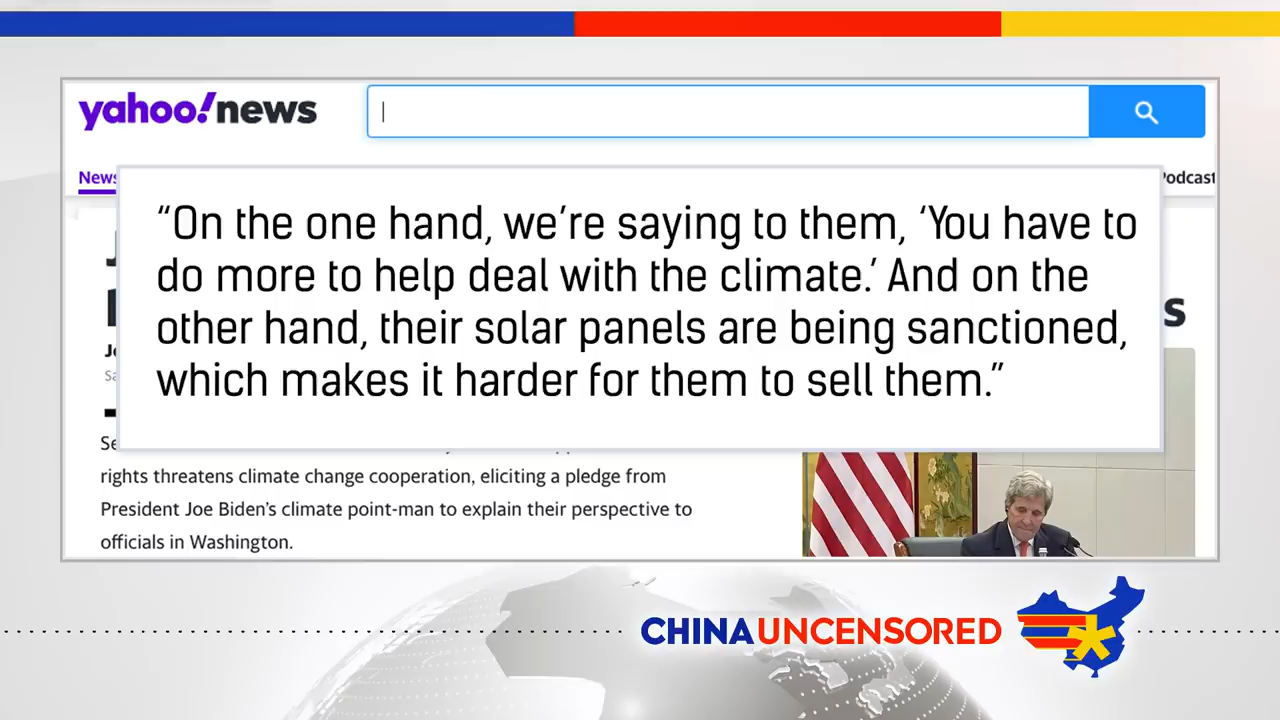 yahoo!news
News
Podcast
“On the one hand, we’re saying to them, ‘You have to
do more to help deal with the climate.’ And on the
other hand, their solar panels are being sanctioned,
which makes it harder for them to sell them.”
rights threatens climate change cooperation, eliciting a pledge from
President Joe Biden’s climate point-man to explain their perspective to
officials in Washington.
CHINA UNCENSORED